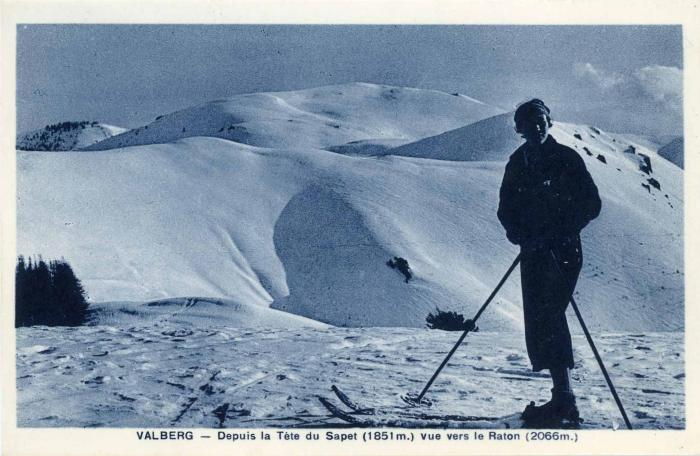 VALBERG — Depuis la Tête du Sapet (1851m.) Vue vers le Raton (2066m.)